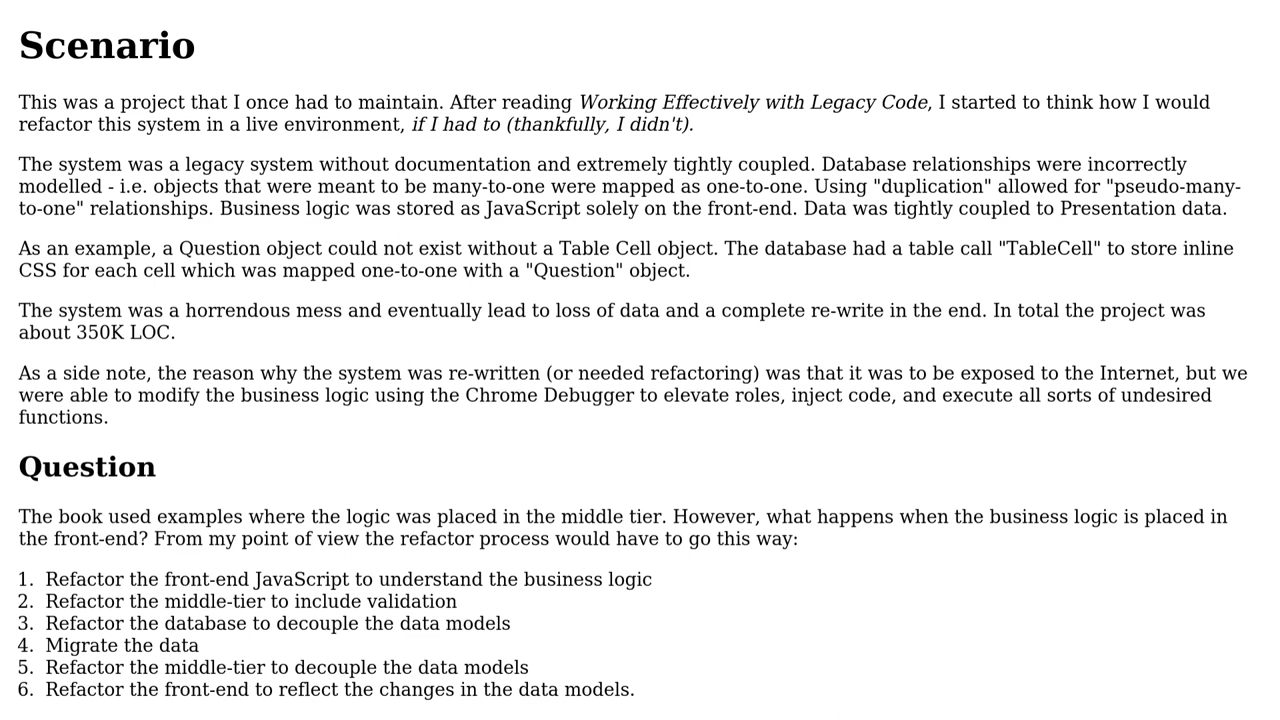 Scenario
This was a project that I once had to maintain. After reading Working Effectively with Legacy Code, I started to think how I would
refactor this system in a live environment, if I had to (thankfully, I didn't).
The system was a legacy system without documentation and extremely tightly coupled. Database relationships were incorrectly
modelled - i.e. objects that were meant to be many-to-one were mapped as one-to-one. Using "duplication" allowed for "pseudo-many-
to-one" relationships. Business logic was stored as JavaScript solely on the front-end. Data was tightly coupled to Presentation data.
As an example, a Question object could not exist without a Table Cell object. The database had a table call "TableCell" to store inline
CSS for each cell which was mapped one-to-one with a "Question" object.
The system was a horrendous mess and eventually lead to loss of data and a complete re-write in the end. In total the project was
about 350K LOC.
As a side note, the reason why the system was re-written (or needed refactoring) was that it was to be exposed to the Internet, but we
were able to modify the business logic using the Chrome Debugger to elevate roles, inject code, and execute all sorts of undesired
functions.
Question
The book used examples where the logic was placed in the middle tier. However, what happens when the business logic is placed in
the front-end? From my point of view the refactor process would have to go this way:
1. Refactor the front-end JavaScript to understand the business logic
2. Refactor the middle-tier to include validation
3. Refactor the database to decouple the data models
4. Migrate the data
5. Refactor the middle-tier to decouple the data models
6. Refactor the front-end to reflect the changes in the data models.